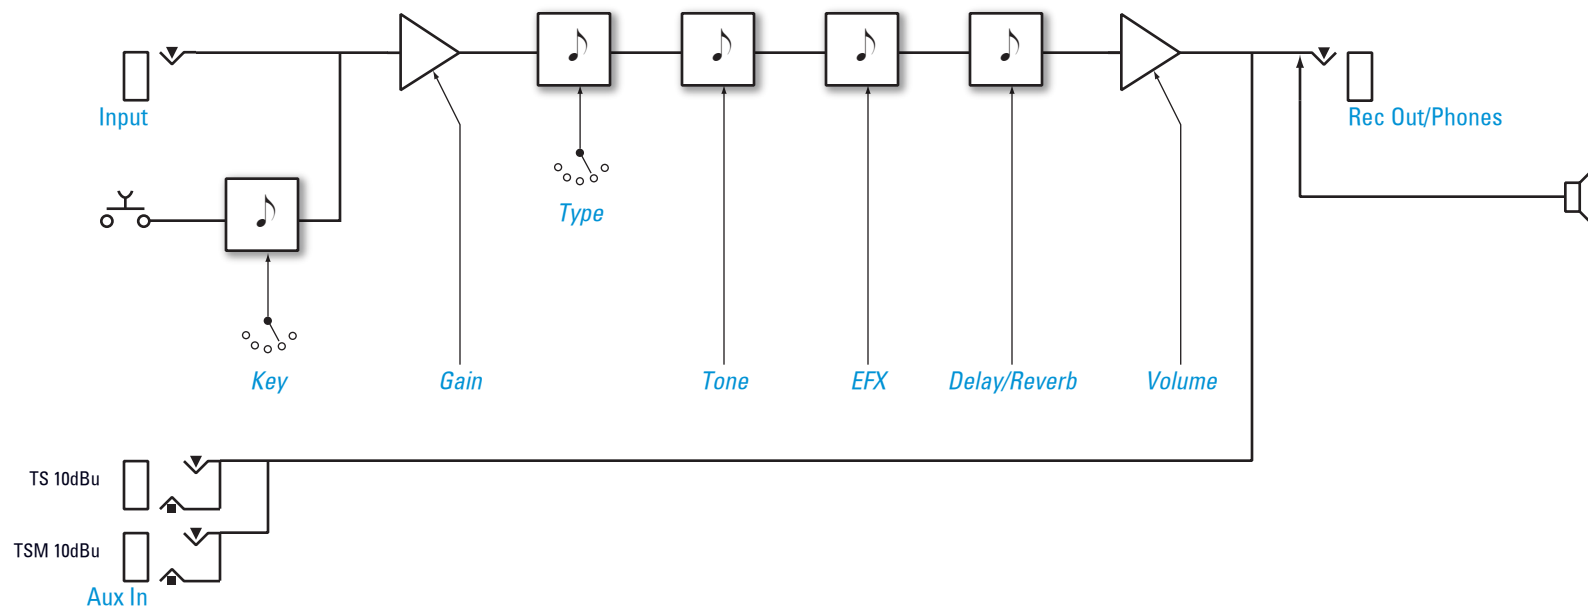 Input
Rec Out/Phones
Type
Key
Gain
Tone
EFX
Delay/Reverb
Volume
TS 10dBu
TSM 10dBu
Aux In